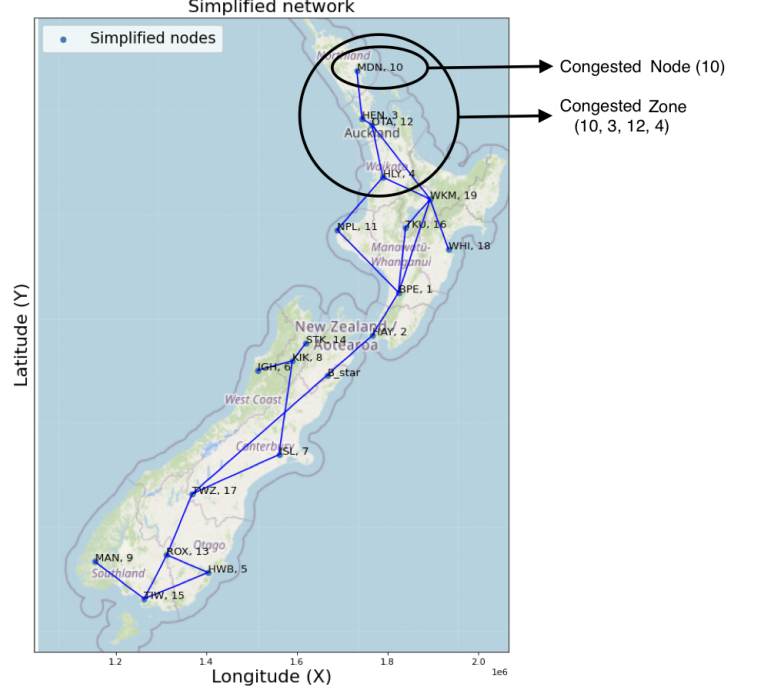 Simplified network
Simplified nodes
Northland
MDN, 10
Congested Node (10)
HEN, 3
OTA, 12
Auckland
Congested Zone
(10, 3, 12, 4)
Waikato
HLY, 4
WKM, 19
NPL, 11
TKU, 16
WHI, 18
Manawatū-
Whanganui
BPE, 1
New Zealand /
Aotearoa
HAY, 2
STK, 14
KIK, 8
IGH, 6
B_star
West Coast
Canterbury
ISL, 7
TWZ, 17
Otago
ROX, 13
MAN, 9
HWB, 5
Southland
TIW, 15
Latitude (Y)
1.2 1.4 1.6 1.8 2.0
1e6
Longitude (X)